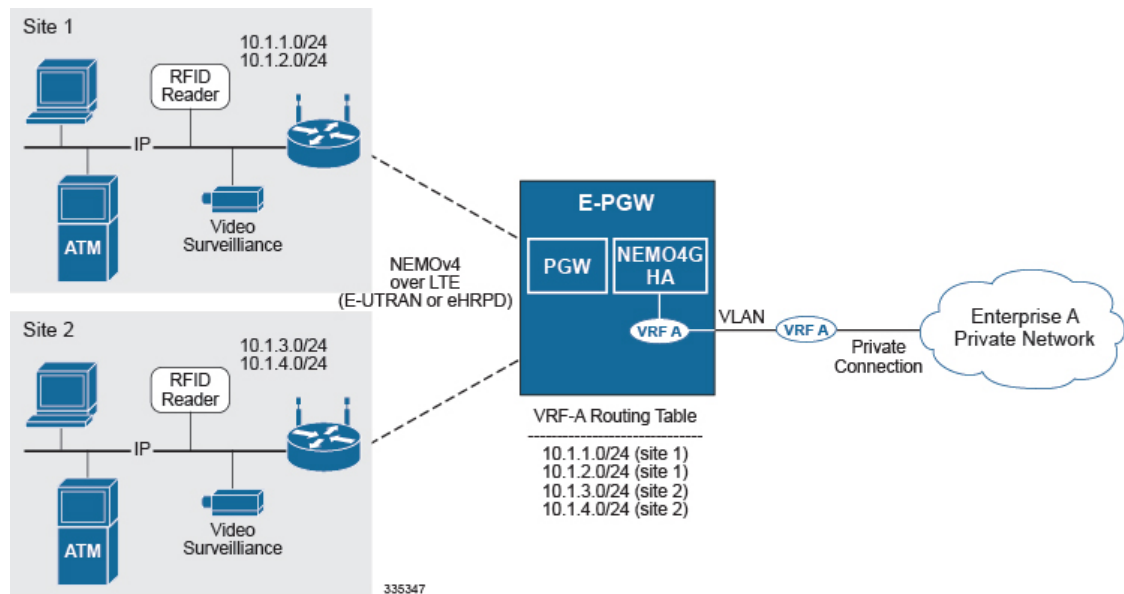 Site 1
10.1.1.0/24
10.1.2.0/24
RFID
Reader
IP
ATM
Video
Surveilliance
NEMOv4
over LTE
(E-UTRAN or eHRPD)
Site 2
10.1.3.0/24
10.1.4.0/24
RFID
Reader
IP
ATM
Video
Surveilliance
E-PGW
PGW
NEMO4G
HA
VRF A
VLAN
VRF A
Private
Connection
Enterprise A
Private Network
VRF-A Routing Table
10.1.1.0/24 (site 1)
10.1.2.0/24 (site 1)
10.1.3.0/24 (site 2)
10.1.4.0/24 (site 2)
335347